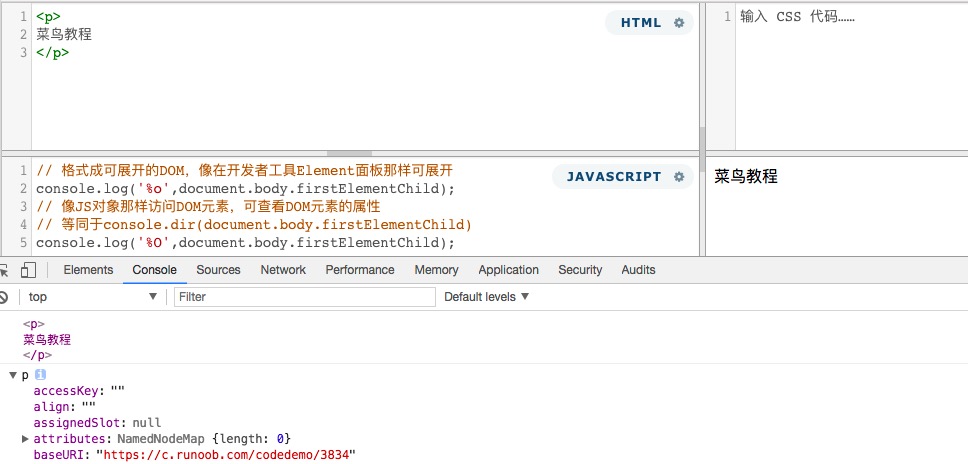 1 <p>
2 菜鸟教程
3 </p>
HTML
1 输入 CSS 代码……
1 // 格式成可展开的DOM，像在开发者工具Element面板那样可展开
2 console.log('%o',document.body.firstElementChild);
3 // 像JS对象那样访问DOM元素，可查看DOM元素的属性
4 // 等同于console.dir(document.body.firstElementChild)
5 console.log('%O',document.body.firstElementChild);
JAVASCRIPT
菜鸟教程
Elements Console Sources Network Performance Memory Application Security Audits
top Filter Default levels
<p>
菜鸟教程
</p>
p i
accessKey: ""
align: ""
assignedSlot: null
attributes: NamedNodeMap {length: 0}
baseURI: "https://c.runoob.com/codedemo/3834"